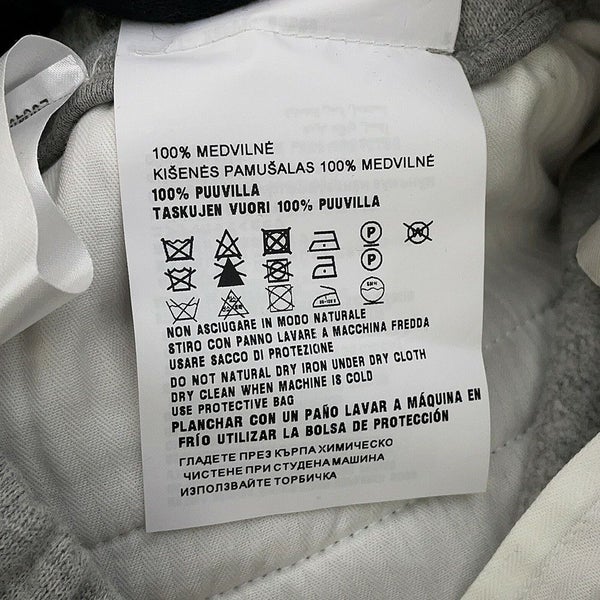 100% MEDVILNĖ
KIŠENĖS PAMUŠALAS 100% MEDVILNĖ
100% PUUVILLA
TASKUJEN VUORI 100% PUUVILLA
P W
P
NON ASCIUGARE IN MODO NATURALE
STIRO CON PANNO LAVARE A MACCHINA FREDDA
USARE SACCO DI PROTEZIONE
DO NOT NATURAL DRY IRON UNDER DRY CLOTH
DRY CLEAN WHEN MACHINE IS COLD
USE PROTECTIVE BAG
PLANCHAR CON UN PAÑO LAVAR A MÁQUINA EN
FRÍO UTILIZAR LA BOLSA DE PROTECCIÓN
ГЛАДЕТЕ ПРЕЗ КЪРПА ХИМИЧЕСКО
ЧИСТЕНЕ ПРИ СТУДЕНА МАШИНА
ИЗПОЛЗВАЙТЕ ТОРБИЧКА